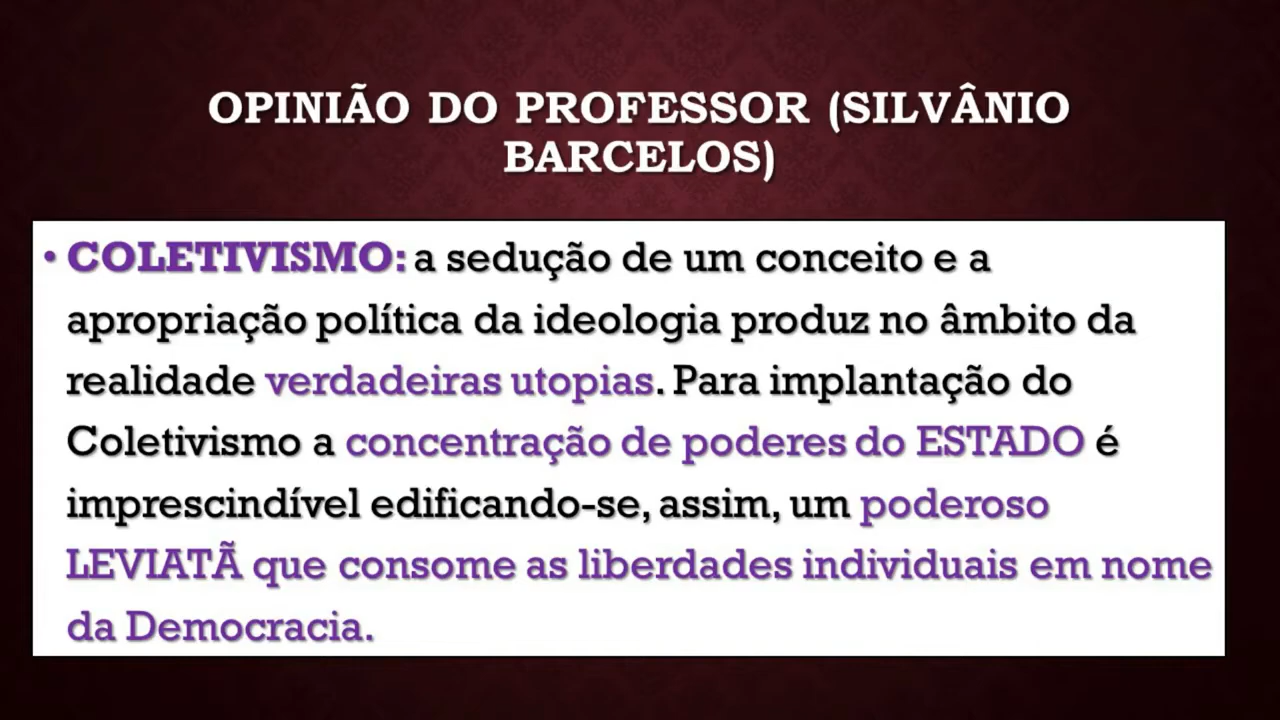 OPINIÃO DO PROFESSOR (SILVÂNIO
BARCELOS)
• COLETIVISMO: a sedução de um conceito e a
apropriação política da ideologia produz no âmbito da
realidade verdadeiras utopias. Para implantação do
Coletivismo a concentração de poderes do ESTADO é
imprescindível edificando-se, assim, um poderoso
LEVIATÃ que consome as liberdades individuais em nome
da Democracia.